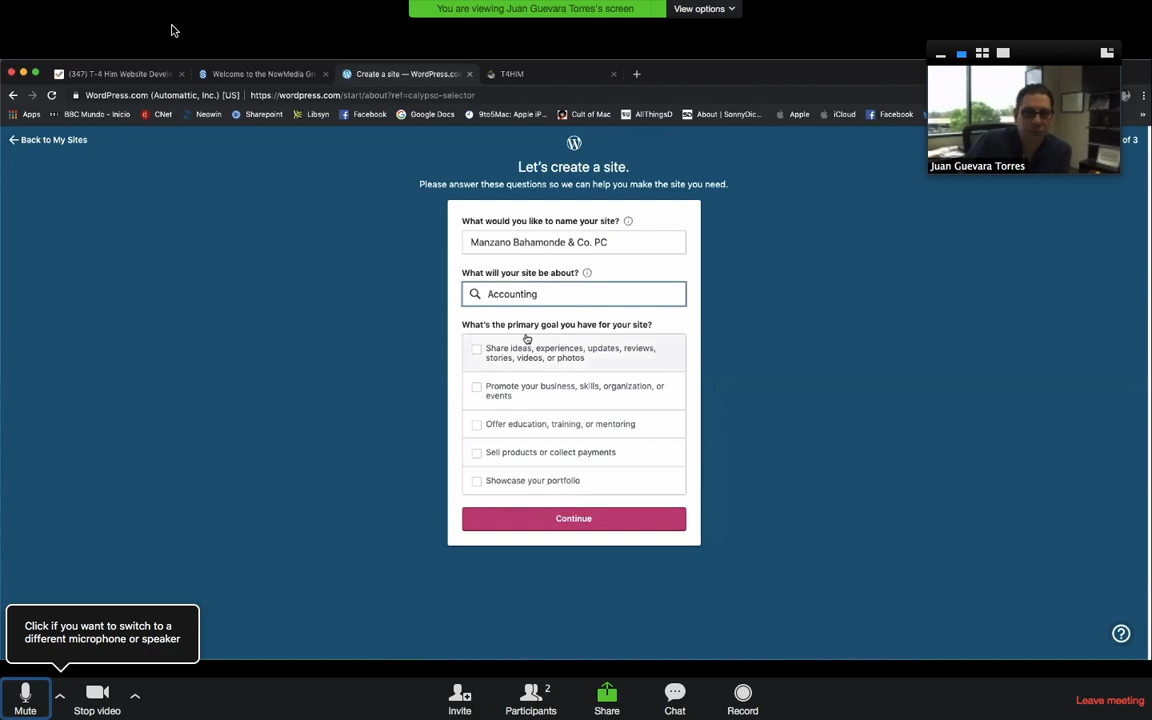 You are viewing Juan Guevara Torres's screen
View options
(347) T-4 Him Website Devel
Welcome to the NowMedia Gr
Create a site — WordPress.com
T4HIM
WordPress.com (Automattic, Inc.) [US]
https://wordpress.com/start/about?ref=calypso-selector
Apps
BBC Mundo - Inicio
CNet
Neowin
Sharepoint
Libsyn
Facebook
Google Docs
9to5Mac: Apple iP...
Cult of Mac
AllThingsD
About | SonnyDic...
Apple
iCloud
Facebook
Juan Guevara Torres
Back to My Sites
of 3
Let's create a site.
Please answer these questions so we can help you make the site you need.
What would you like to name your site?
Manzano Bahamonde & Co. PC
What will your site be about?
Accounting
What's the primary goal you have for your site?
Share ideas, experiences, updates, reviews,
stories, videos, or photos
Promote your business, skills, organization, or
events
Offer education, training, or mentoring
Sell products or collect payments
Showcase your portfolio
Continue
Click if you want to switch to a
different microphone or speaker
Mute
Stop video
Invite
2
Participants
Share
Chat
Record
Leave meeting